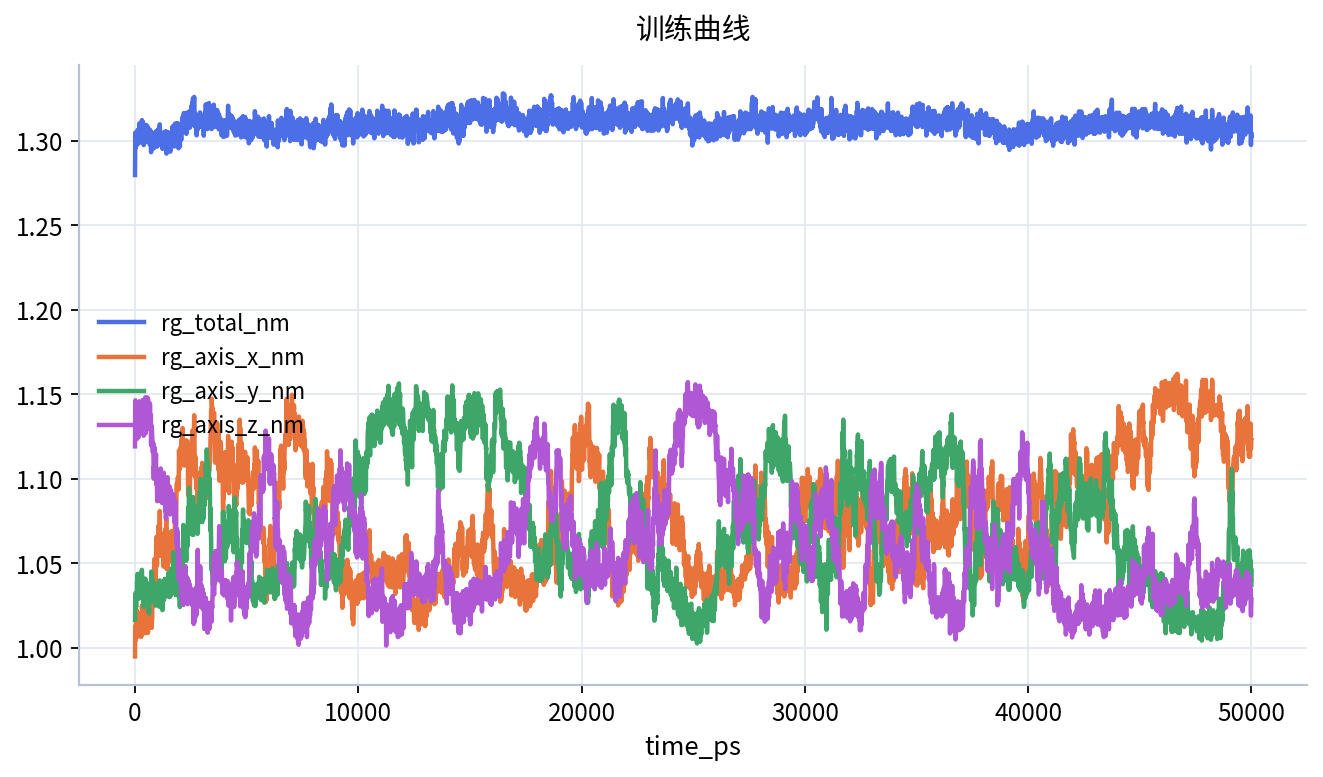 训练曲线
1.30
1.25
1.20
1.15
1.10
1.05
1.00
rg_total_nm
rg_axis_x_nm
rg_axis_y_nm
rg_axis_z_nm
0 10000 20000 30000 40000 50000
time_ps